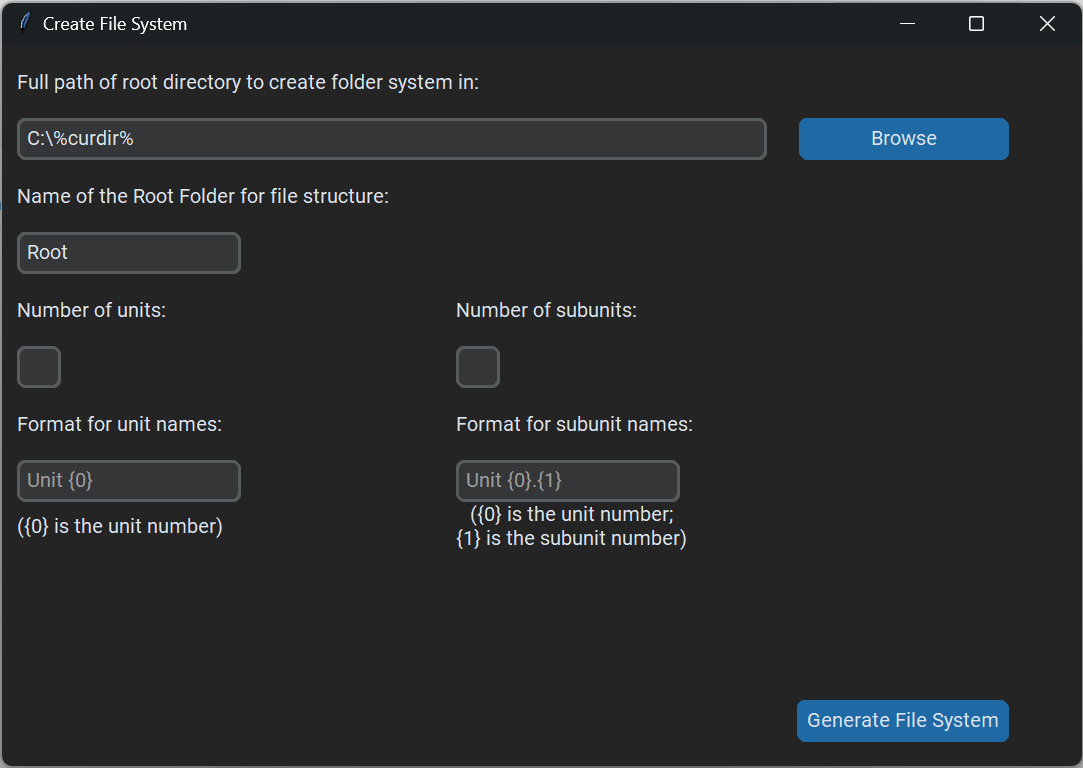 Create File System
Full path of root directory to create folder system in:
C:\%curdir%
Browse
Name of the Root Folder for file structure:
Root
Number of units:
Number of subunits:
Format for unit names:
Format for subunit names:
Unit {0}
Unit {0}.{1}
({0} is the unit number)
({0} is the unit number;
{1} is the subunit number)
Generate File System